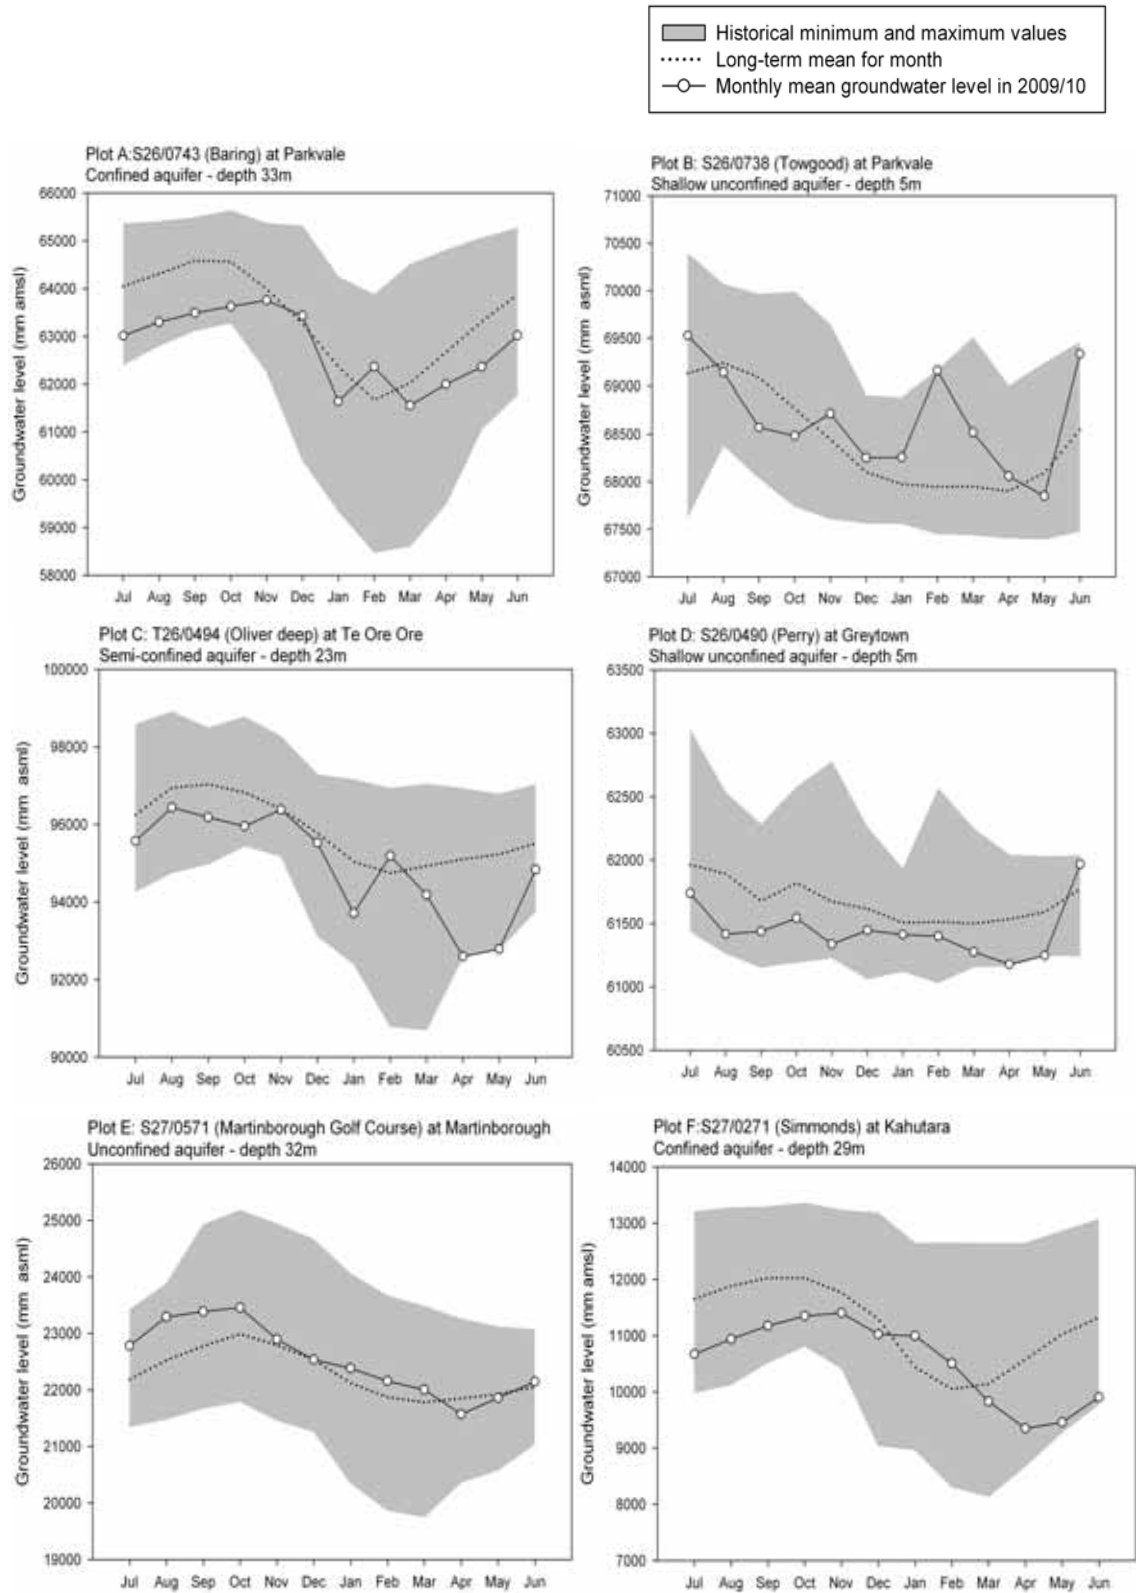 Historical minimum and maximum values
Long-term mean for month
Monthly mean groundwater level in 2009/10
Plot A:S26/0743 (Baring) at Parkvale
Confined aquifer - depth 33m
66000
65000
64000
63000
62000
61000
60000
59000
58000
Groundwater level (mm amsl)
Jul Aug Sep Oct Nov Dec Jan Feb Mar Apr May Jun
Plot B: S26/0738 (Towgood) at Parkvale
Shallow unconfined aquifer - depth 5m
71000
70500
70000
69500
69000
68500
68000
67500
67000
Groundwater level (mm asml)
Jul Aug Sep Oct Nov Dec Jan Feb Mar Apr May Jun
Plot C: T26/0494 (Oliver deep) at Te Ore Ore
Semi-confined aquifer - depth 23m
100000
98000
96000
94000
92000
90000
Groundwater level (mm asml)
Jul Aug Sep Oct Nov Dec Jan Feb Mar Apr May Jun
Plot D: S26/0490 (Perry) at Greytown
Shallow unconfined aquifer - depth 5m
63500
63000
62500
62000
61500
61000
60500
Groundwater level (mm asml)
Jul Aug Sep Oct Nov Dec Jan Feb Mar Apr May Jun
Plot E: S27/0571 (Martinborough Golf Course) at Martinborough
Unconfined aquifer - depth 32m
26000
25000
24000
23000
22000
21000
20000
19000
Groundwater level (mm asml)
Jul Aug Sep Oct Nov Dec Jan Feb Mar Apr May Jun
Plot F:S27/0271 (Simmonds) at Kahutara
Confined aquifer - depth 29m
14000
13000
12000
11000
10000
9000
8000
7000
Groundwater level (mm amsl)
Jul Aug Sep Oct Nov Dec Jan Feb Mar Apr May Jun